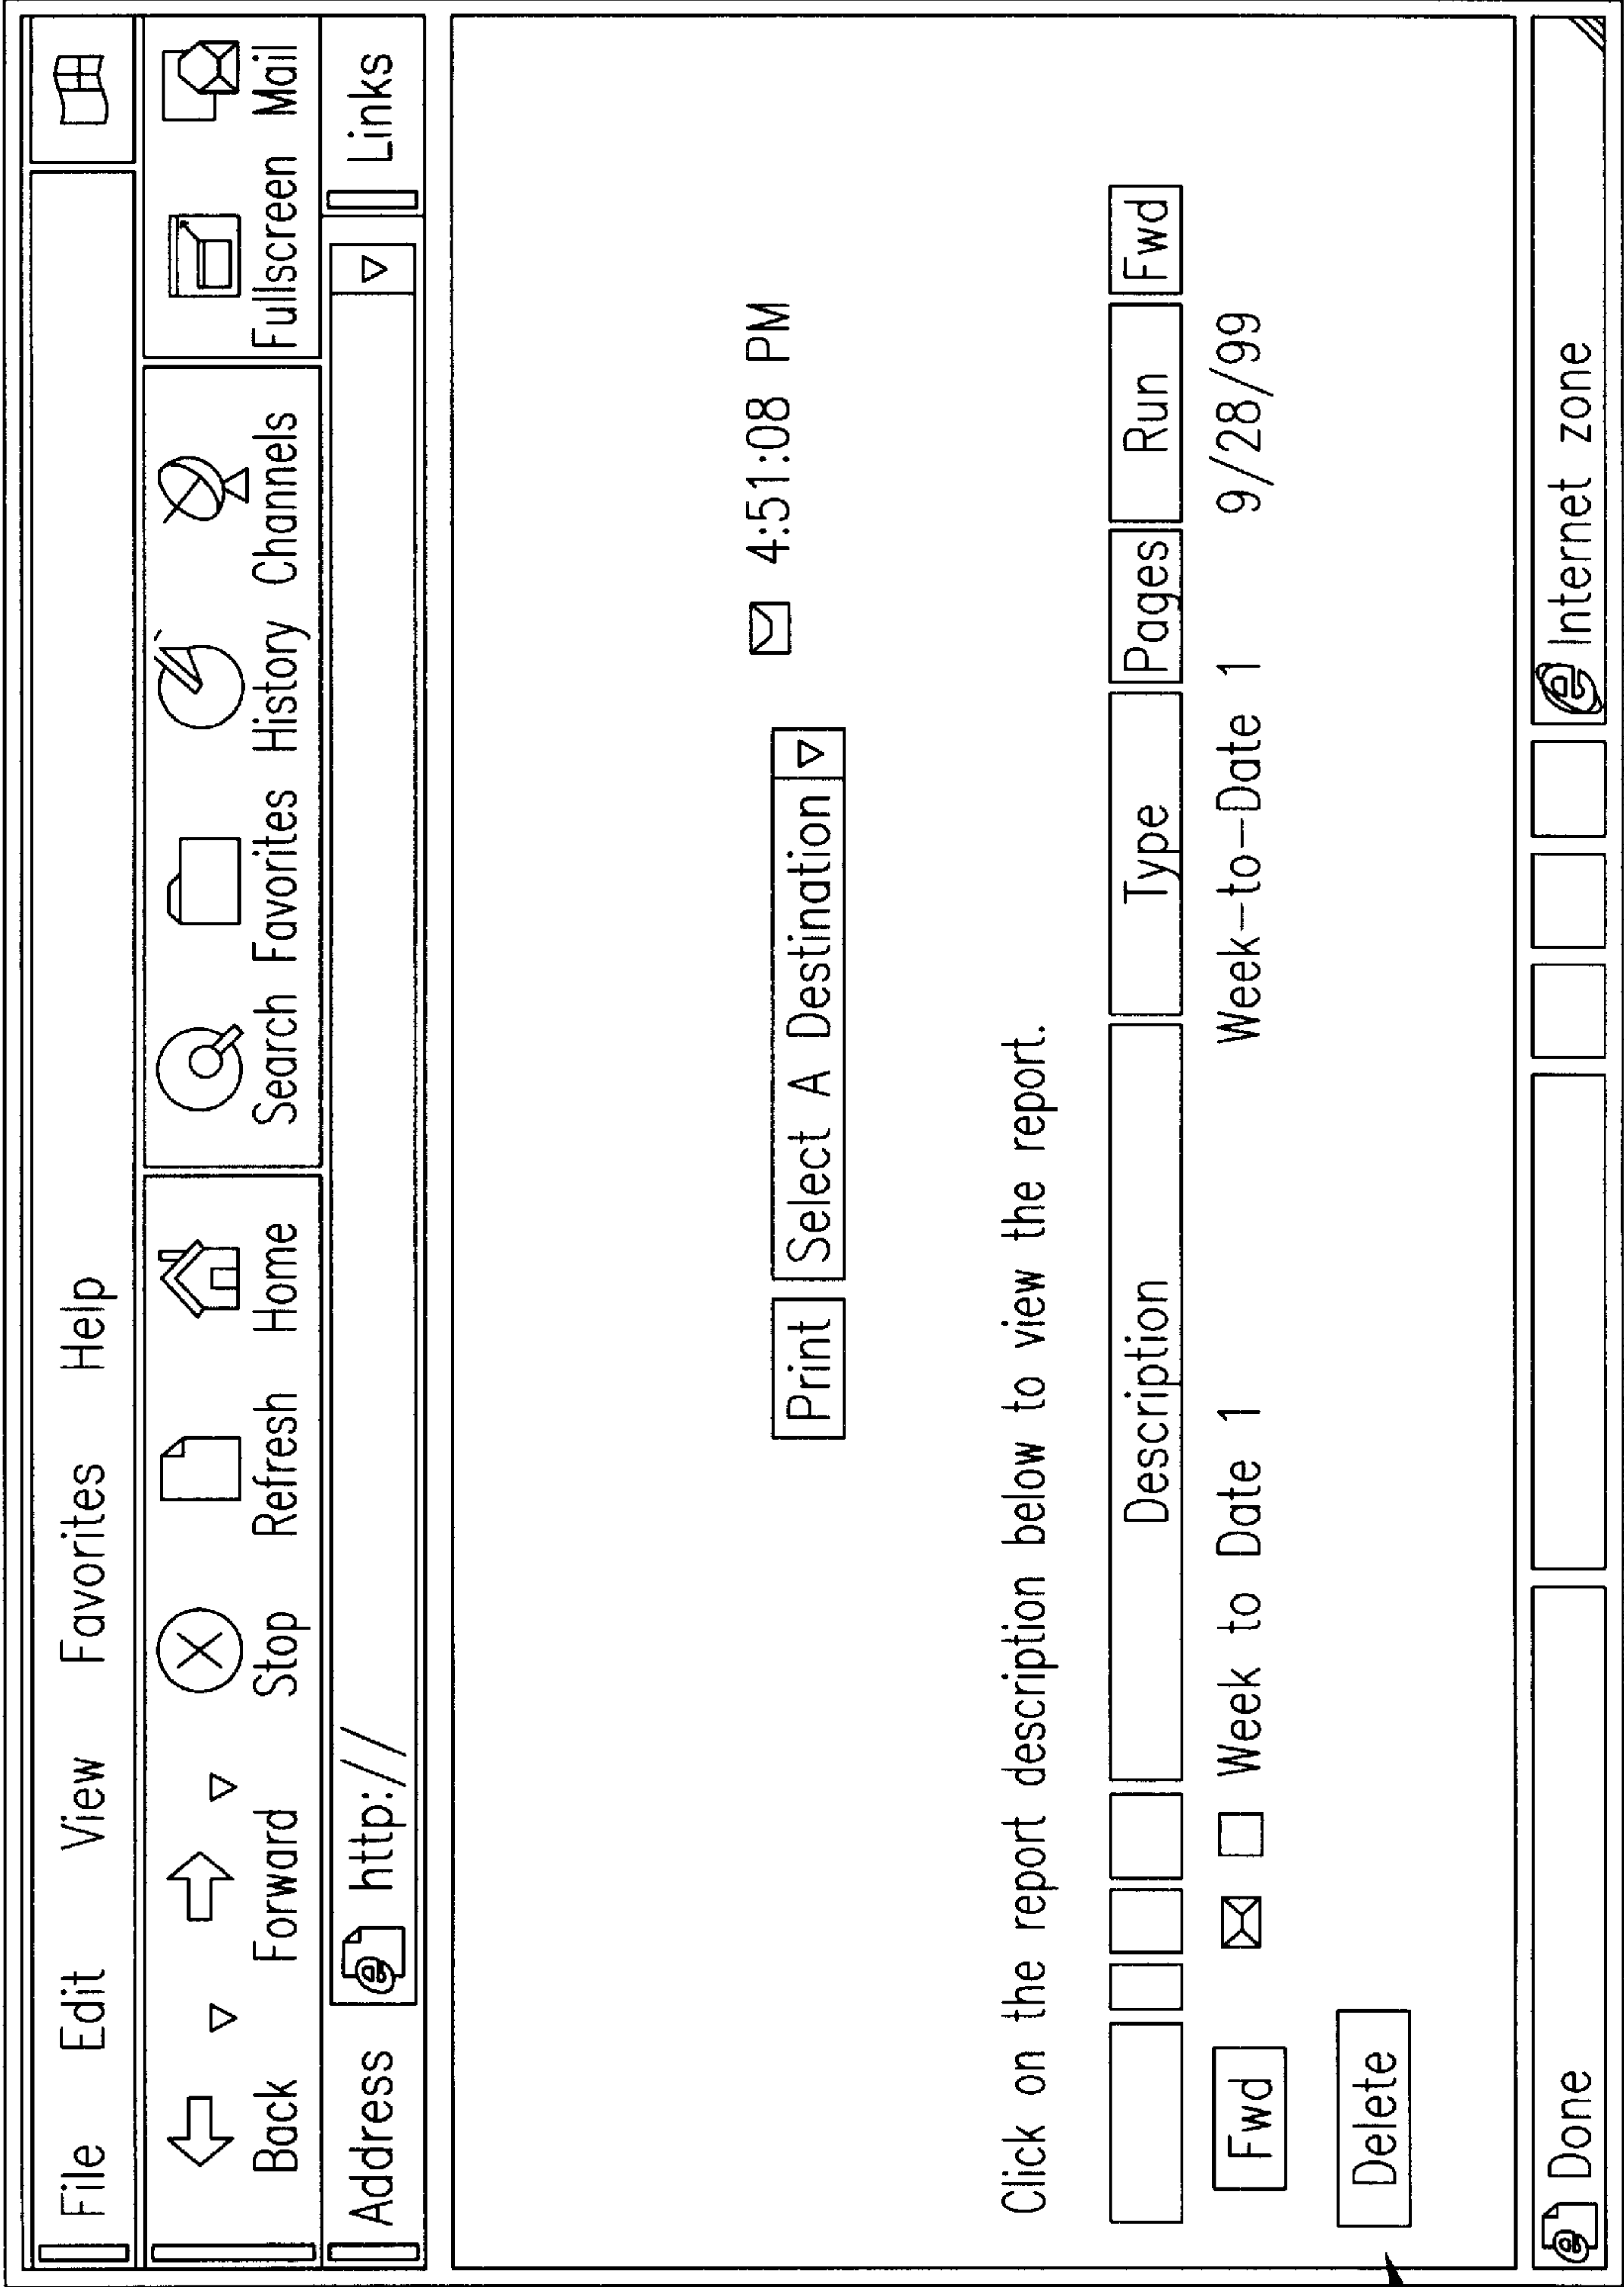 File Edit View Favorites Help
Back Forward Stop Refresh Home Search Favorites History Channels Fullscreen Mail
Address http:// Links
4:51:08 PM
Print Select A Destination
Click on the report description below to view the report.
Description Type Pages Run Fwd
Fwd Week to Date 1 Week-to-Date 1 9/28/99
Delete
Done Internet zone